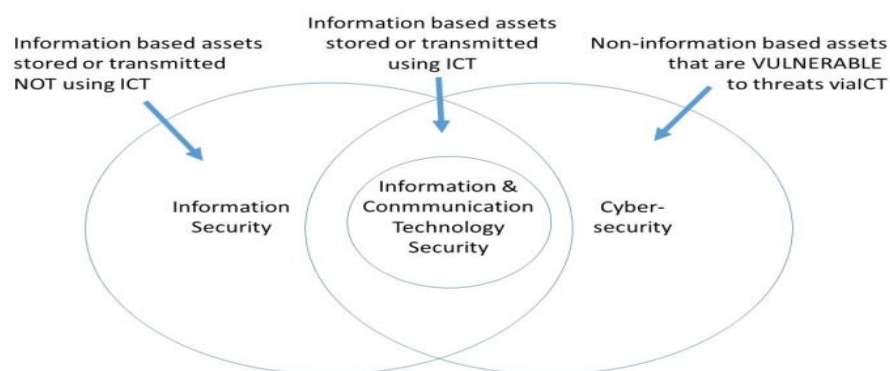 Information based assets
stored or transmitted
NOT using ICT
Information based assets
stored or transmitted
using ICT
Non-information based assets
that are VULNERABLE
to threats viaICT
Information
Security
Information &
Conmmunication
Technology
Security
Cyber-
security